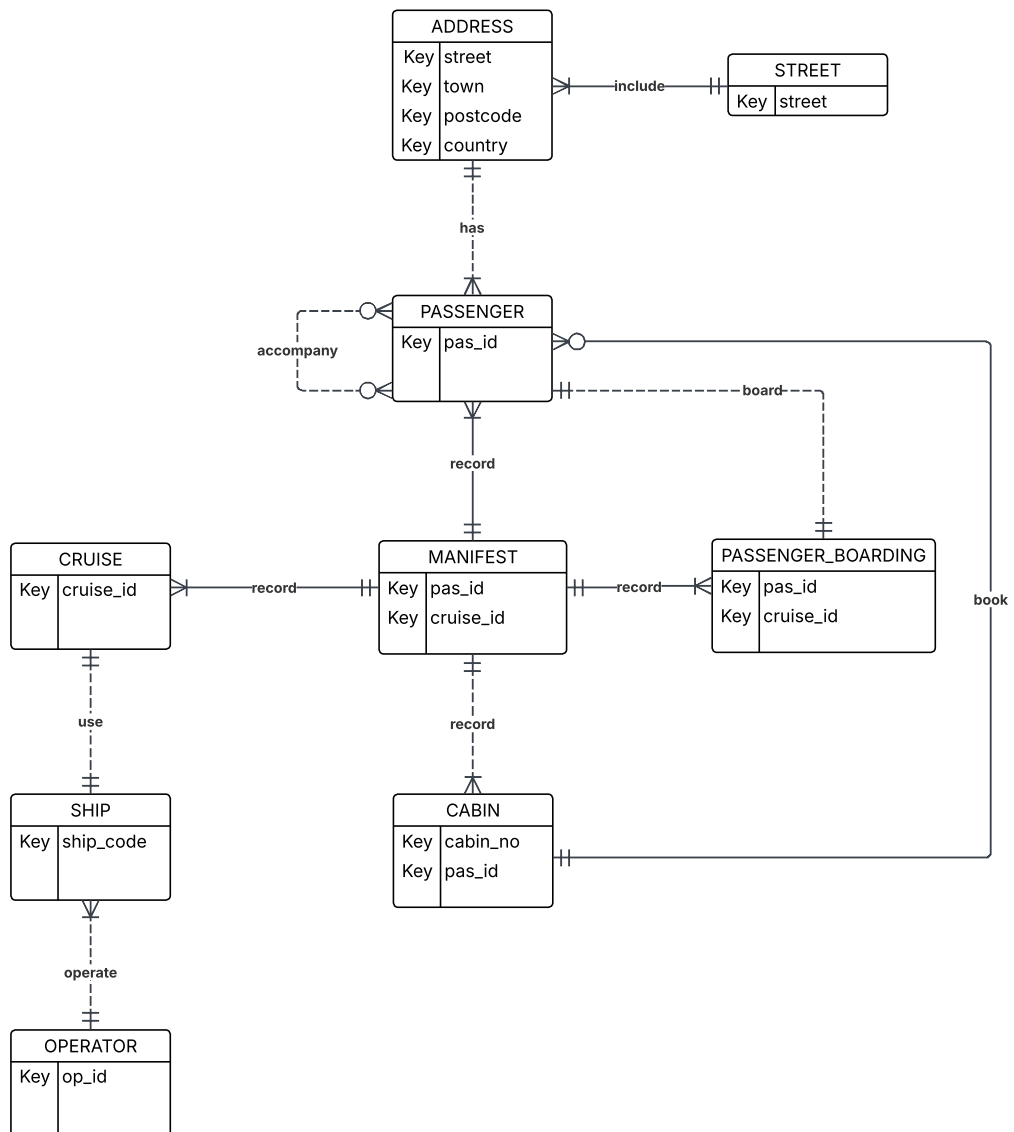 ADDRESS
Key street
Key town
Key postcode
Key country
include
STREET
Key street
has
PASSENGER
Key pas_id
accompany
board
record
book
CRUISE
Key cruise_id
record
MANIFEST
Key pas_id
Key cruise_id
record
PASSENGER_BOARDING
Key pas_id
Key cruise_id
use
record
SHIP
Key ship_code
CABIN
Key cabin_no
Key pas_id
operate
OPERATOR
Key op_id